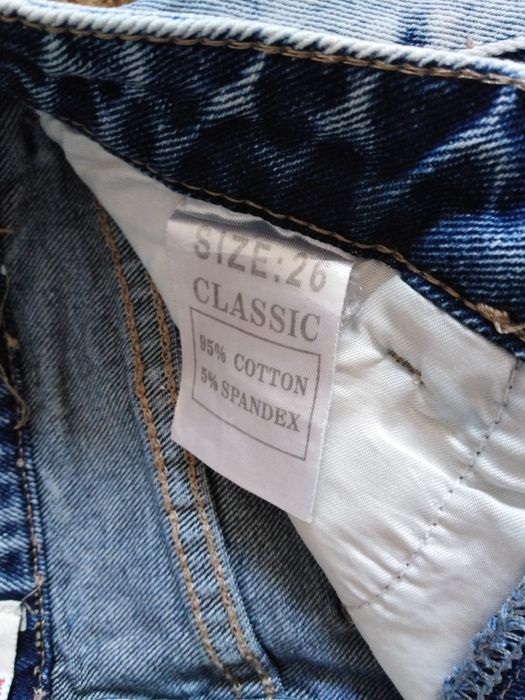 SIZE:26
CLASSIC
95% COTTON
5% SPANDEX